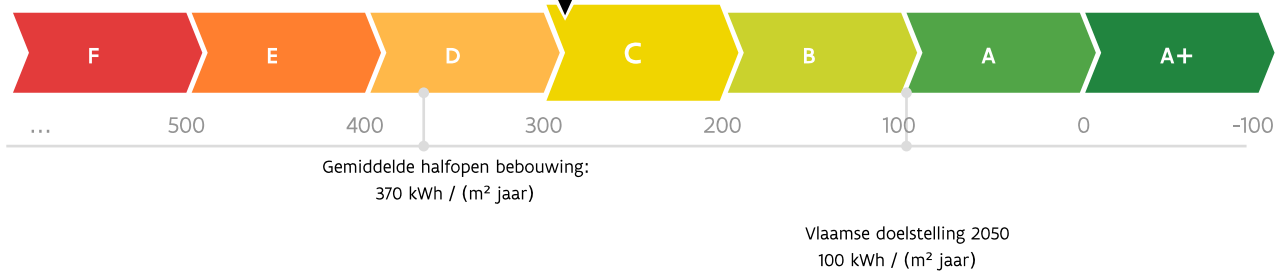 F E D C B A A+
... 500 400 300 200 100 0 -100
Gemiddelde halfopen bebouwing:
370 kWh / (m² jaar)
Vlaamse doelstelling 2050
100 kWh / (m² jaar)